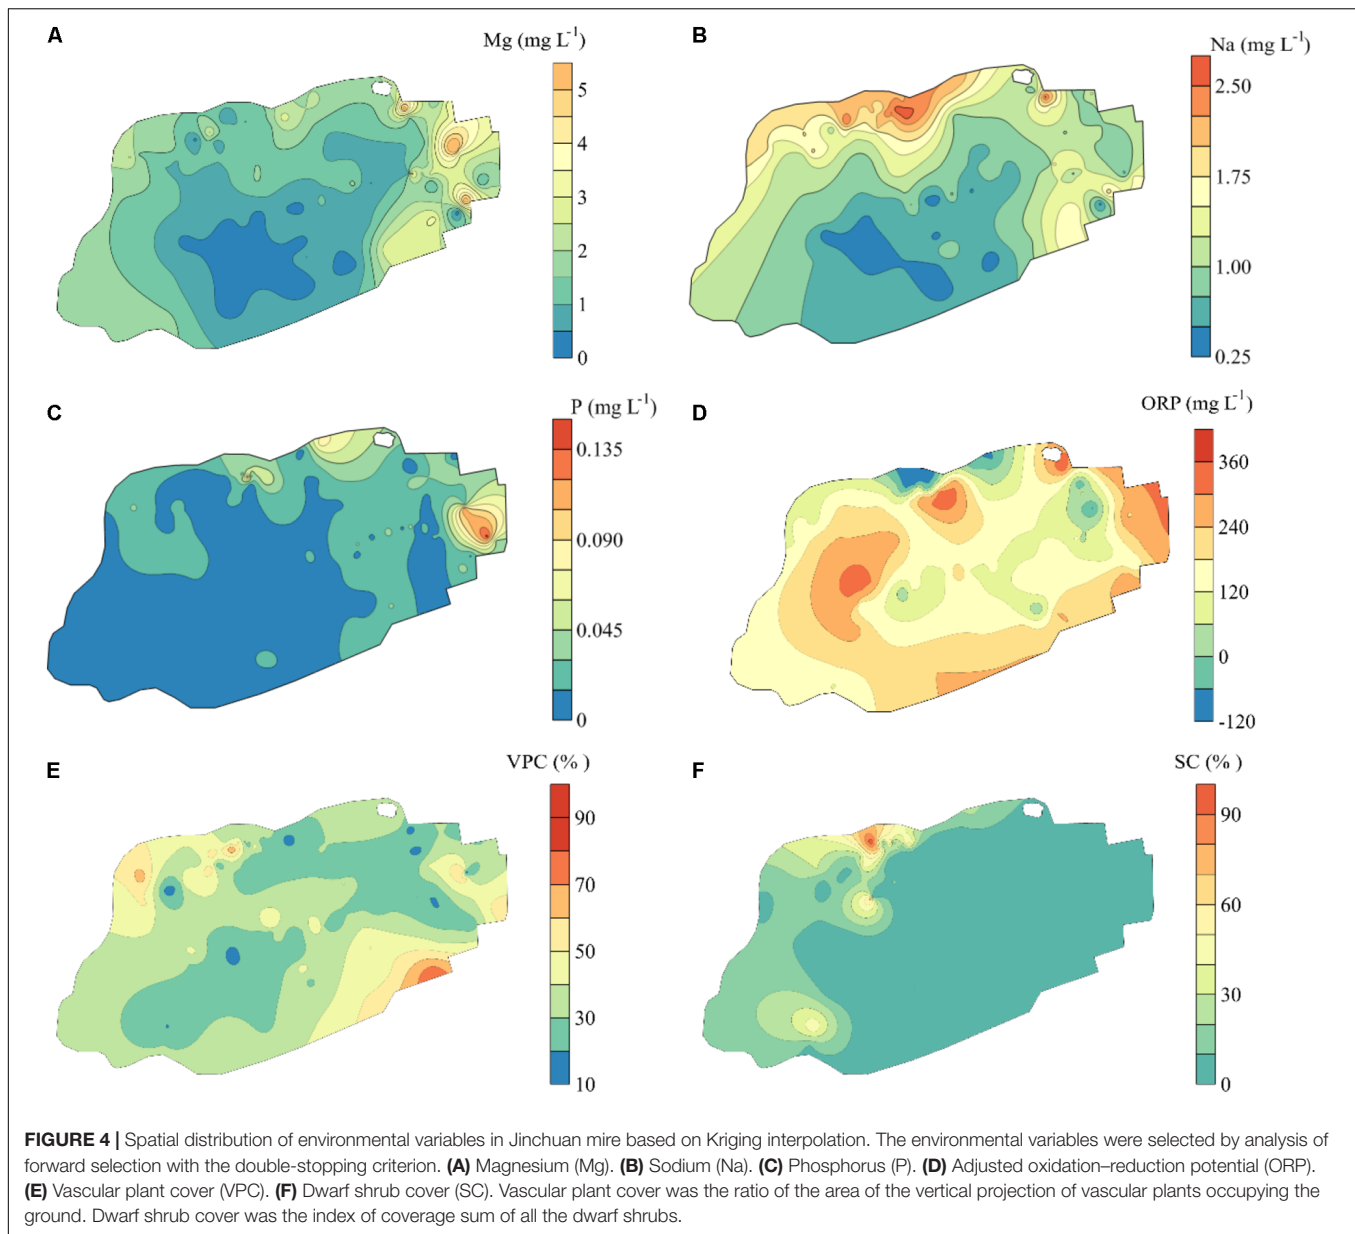 A
Mg (mg L-1)
5
4
3
2
1
0
B
Na (mg L-1)
2.50
1.75
1.00
0.25
C
P (mg L-1)
0.135
0.090
0.045
0
D
ORP (mg L-1)
360
240
120
0
-120
E
VPC (% )
90
70
50
30
10
F
SC (% )
90
60
30
0
FIGURE 4 | Spatial distribution of environmental variables in Jinchuan mire based on Kriging interpolation. The environmental variables were selected by analysis of
forward selection with the double-stopping criterion. (A) Magnesium (Mg). (B) Sodium (Na). (C) Phosphorus (P). (D) Adjusted oxidation–reduction potential (ORP).
(E) Vascular plant cover (VPC). (F) Dwarf shrub cover (SC). Vascular plant cover was the ratio of the area of the vertical projection of vascular plants occupying the
ground. Dwarf shrub cover was the index of coverage sum of all the dwarf shrubs.